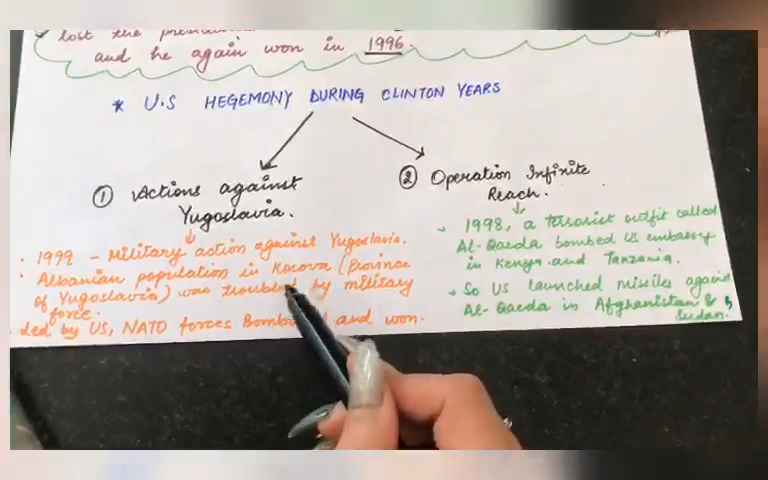 lost the
and he again won in 1996
* U.S HEGEMONY DURING CLINTON YEARS
① Actions against
Yugoslavia.
• 1999 - Military action against Yugoslavia.
• Albanian population in Kosova (Province
of Yugoslavia) was troubled by military
force.
led by US, NATO forces and won.
② Operation Infinite
Reach.
1998, a terrorist outfit called
Al-Qaeda bombed US embassy
in Kenya and Tanzania.
So US launched missiles against
Al-Qaeda in Afghanistan &
Sudan.